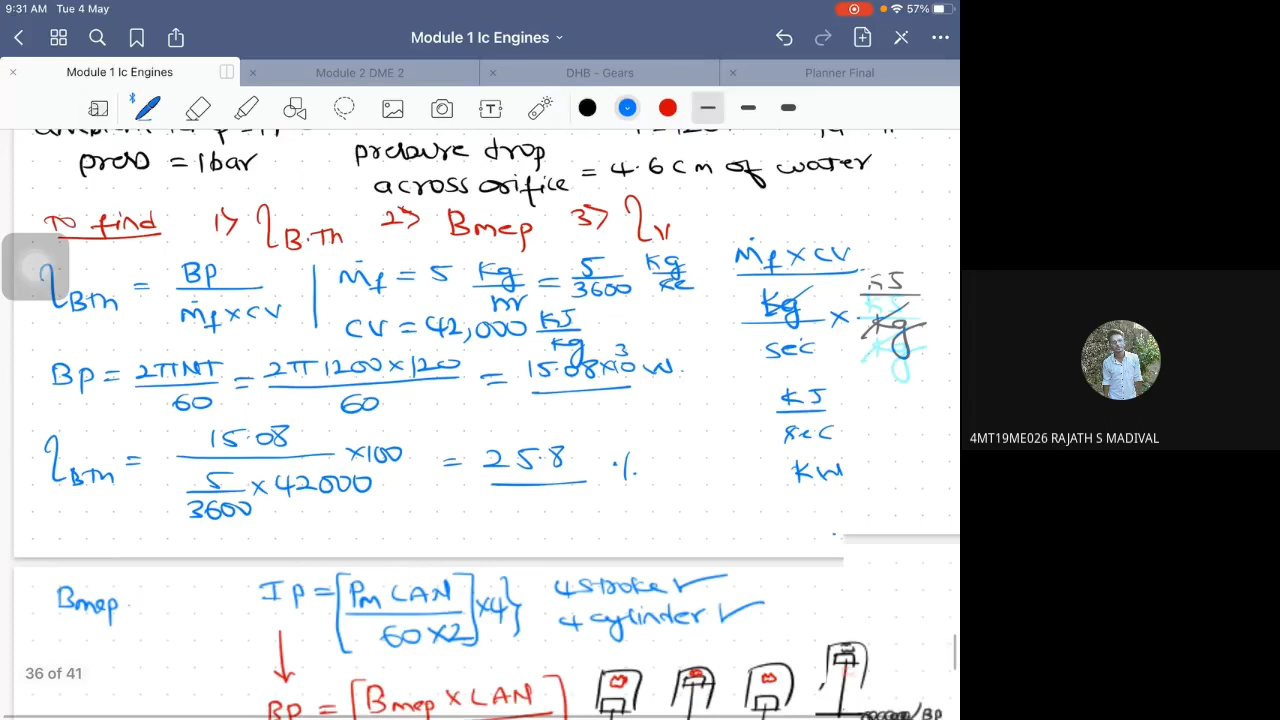 9:31 AM Tue 4 May 57%
Module 1 Ic Engines
Module 1 Ic Engines Module 2 DME 2 DHB - Gears Planner Final
press = 1bar pressure drop across orifice = 4.6 cm of water
To find 1) ηB.Th 2) Bmep 3) ηv
ηBth = BP / ṁf × CV | ṁf = 5 kg/hr = 5/3600 kg/sec
CV = 42,000 kJ/kg
ṁf × CV
kg/sec × kJ/kg
kJ/sec
kW
BP = 2πNT/60 = 2π 1200 × 120/60 = 15.08 × 10³ W.
ηBth = 15.08 / 5/3600 × 42000 × 100 = 25.8 %
Bmep IP = [Pm LAN / 60 × 2] × 4} 4 stroke ✓
4 cylinder ✓
BP = [Bmep × LAN
BP
36 of 41
4MT19ME026 RAJATH S MADIVAL